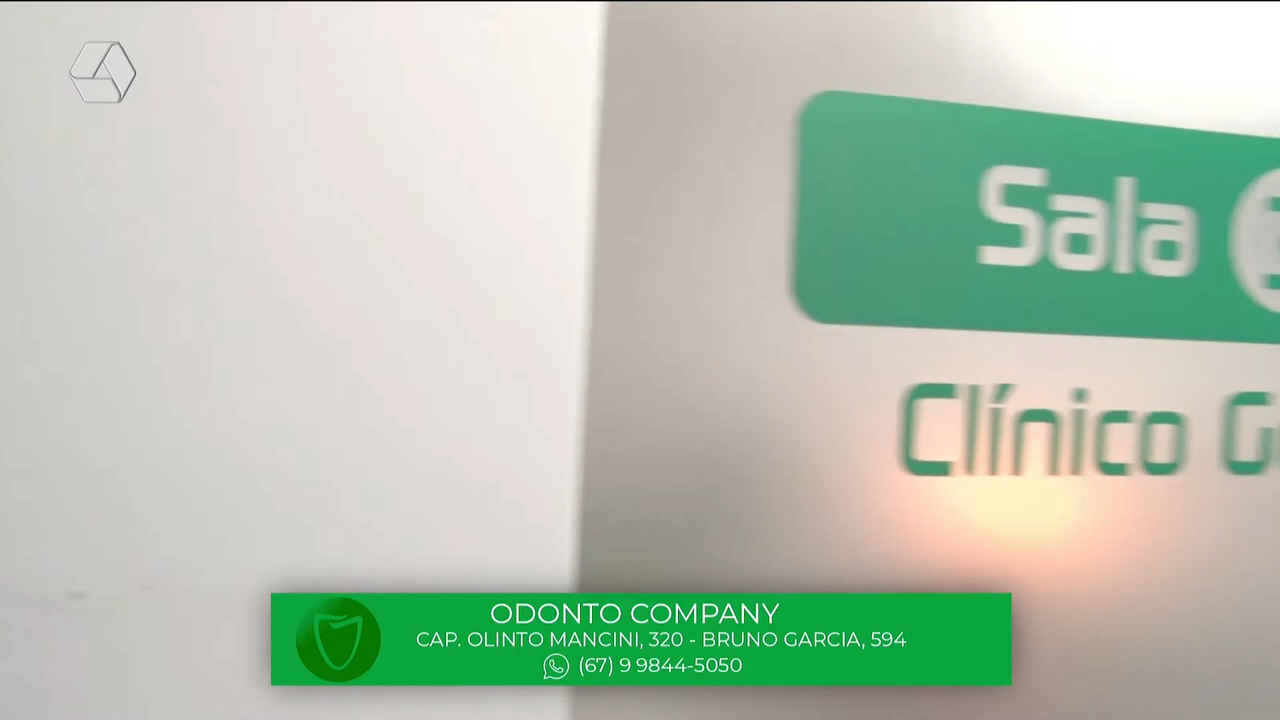 Sala
Clínico
ODONTO COMPANY
CAP. OLINTO MANCINI, 320 - BRUNO GARCIA, 594
(67) 9 9844-5050